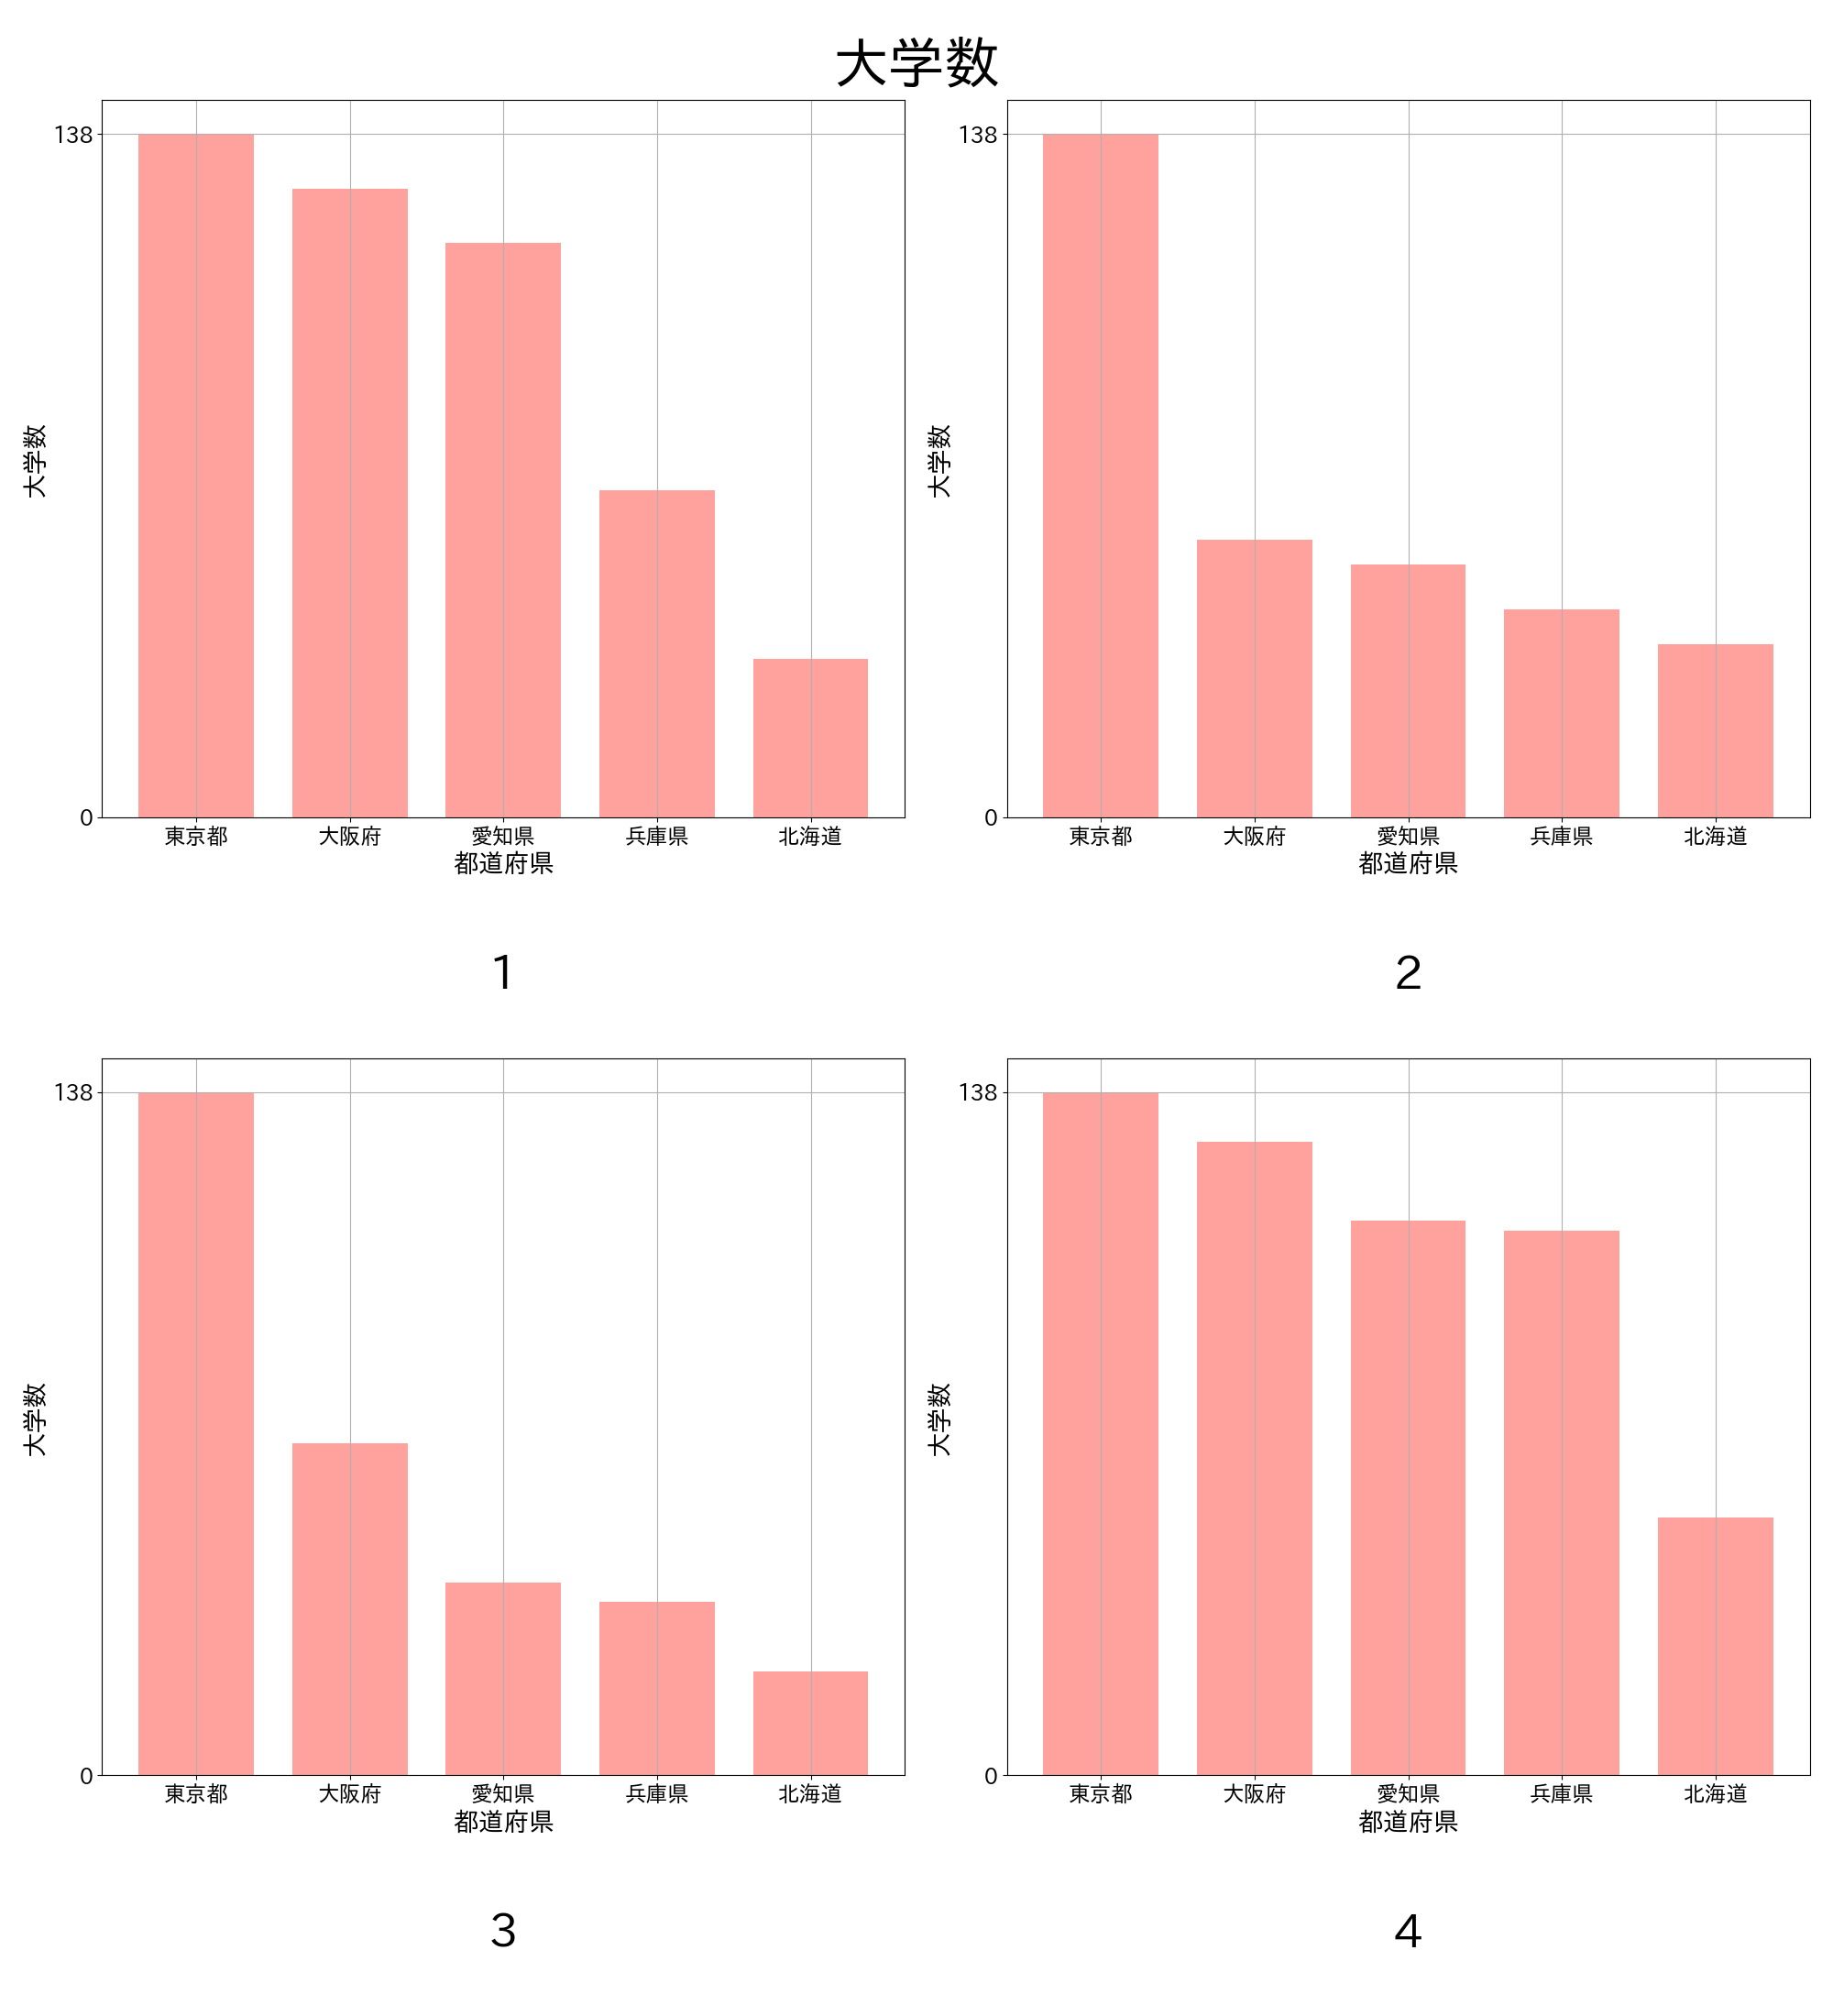 大学数
138
0
大学数
東京都 大阪府 愛知県 兵庫県 北海道
都道府県
1
138
0
大学数
東京都 大阪府 愛知県 兵庫県 北海道
都道府県
2
138
0
大学数
東京都 大阪府 愛知県 兵庫県 北海道
都道府県
3
138
0
大学数
東京都 大阪府 愛知県 兵庫県 北海道
都道府県
4